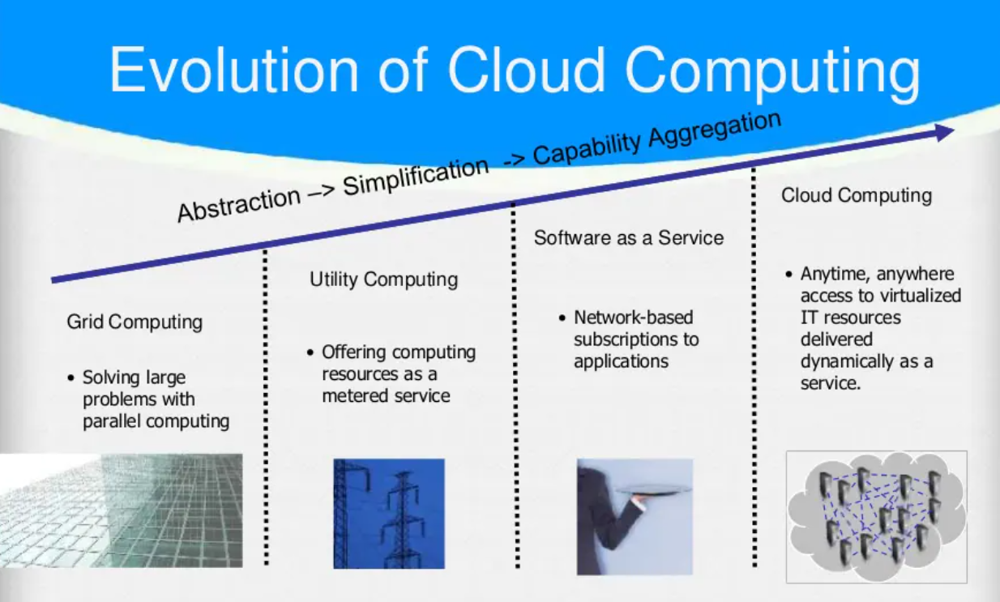 Evolution of Cloud Computing
Abstraction –> Simplification -> Capability Aggregation
Grid Computing
• Solving large
problems with
parallel computing
Utility Computing
• Offering computing
resources as a
metered service
Software as a Service
• Network-based
subscriptions to
applications
Cloud Computing
• Anytime, anywhere
access to virtualized
IT resources
delivered
dynamically as a
service.